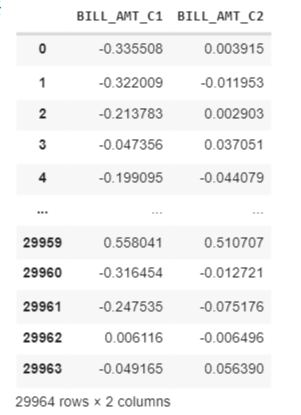 BILL_AMT_C1 BILL_AMT_C2
0 -0.335508 0.003915
1 -0.322009 -0.011953
2 -0.213783 0.002903
3 -0.047356 0.037051
4 -0.199095 -0.044079
... ... ...
29959 0.558041 0.510707
29960 -0.316454 -0.012721
29961 -0.247535 -0.075176
29962 0.006116 -0.006496
29963 -0.049165 0.056390
29964 rows × 2 columns